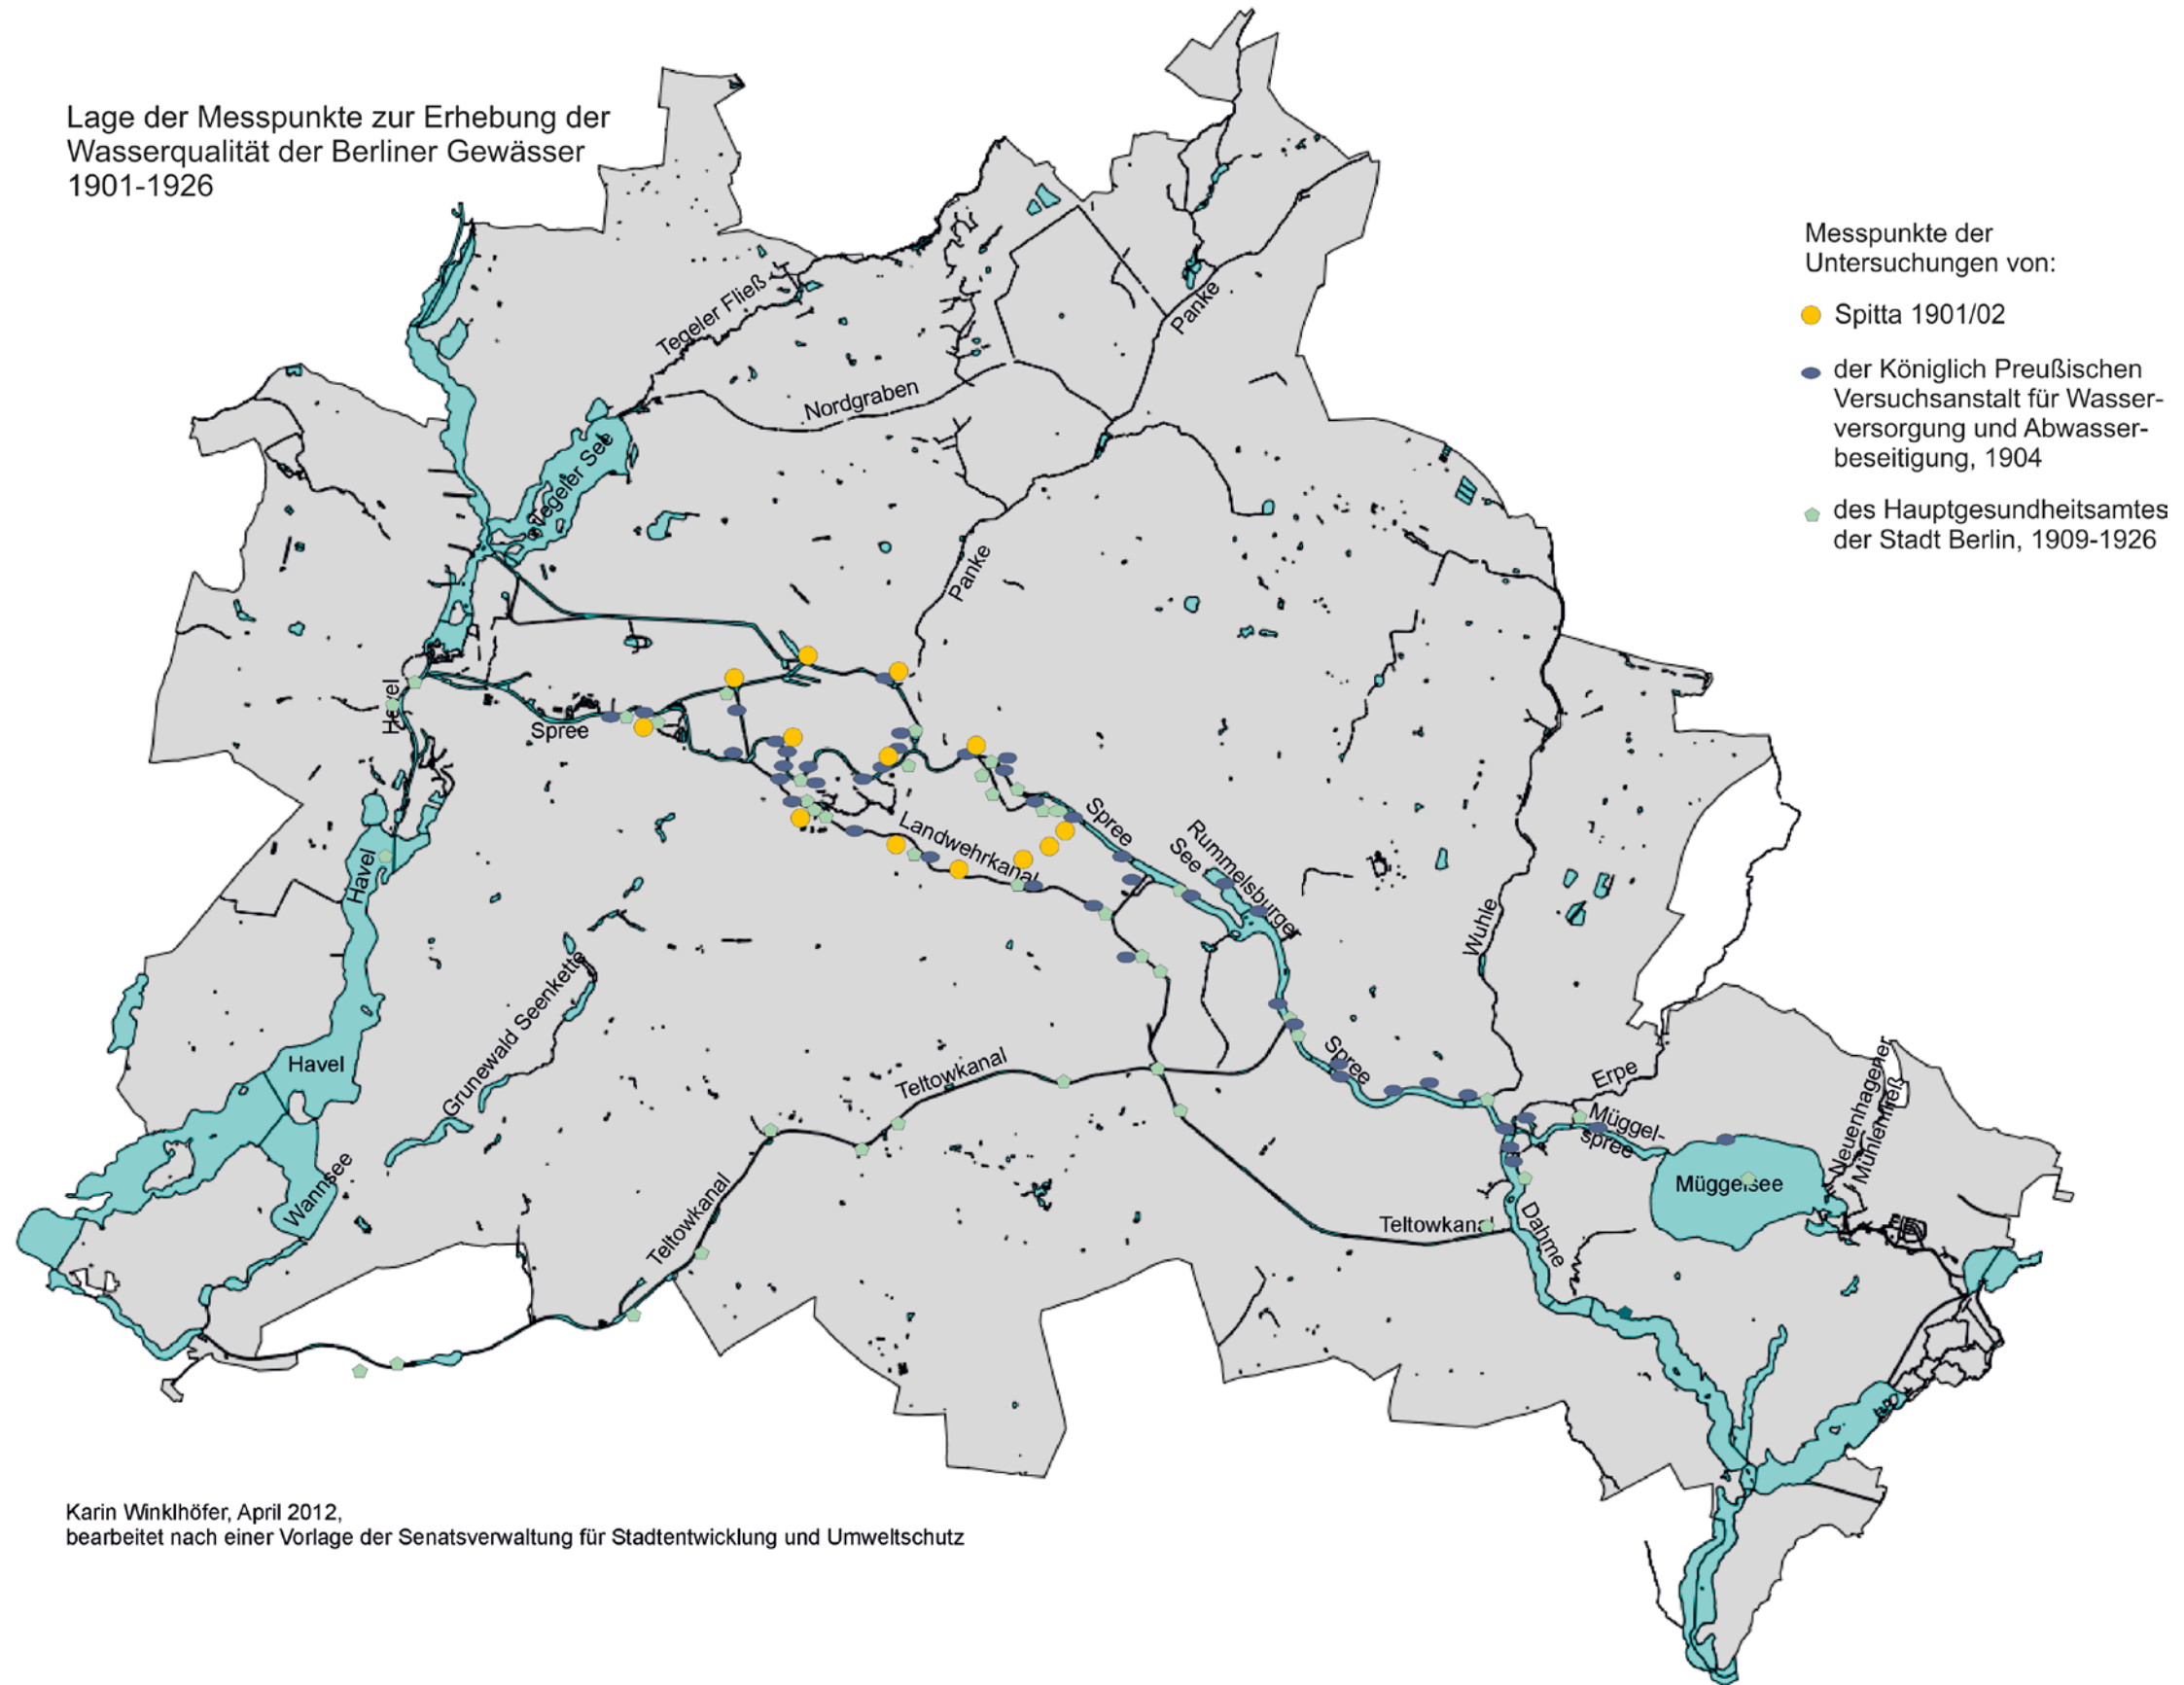 Lage der Messpunkte zur Erhebung der
Wasserqualität der Berliner Gewässer
1901-1926
Messpunkte der
Untersuchungen von:
Spitta 1901/02
der Königlich Preußischen
Versuchsanstalt für Wasser-
versorgung und Abwasser-
beseitigung, 1904
des Hauptgesundheitsamtes
der Stadt Berlin, 1909-1926
Tegeler Fließ
Panke
Nordgraben
Tegeler See
Panke
Havel
Spree
Landwehrkanal
Spree
Rummelsburger
See
Havel
Wuhle
Grunewald Seenkette
Havel
Teltowkanal
Spree
Erpe
Neuenhagener
Mühlenfließ
Müggel-
spree
Müggelsee
Wannsee
Teltowkanal
Teltowkanal
Dahme
Karin Winklhöfer, April 2012,
bearbeitet nach einer Vorlage der Senatsverwaltung für Stadtentwicklung und Umweltschutz